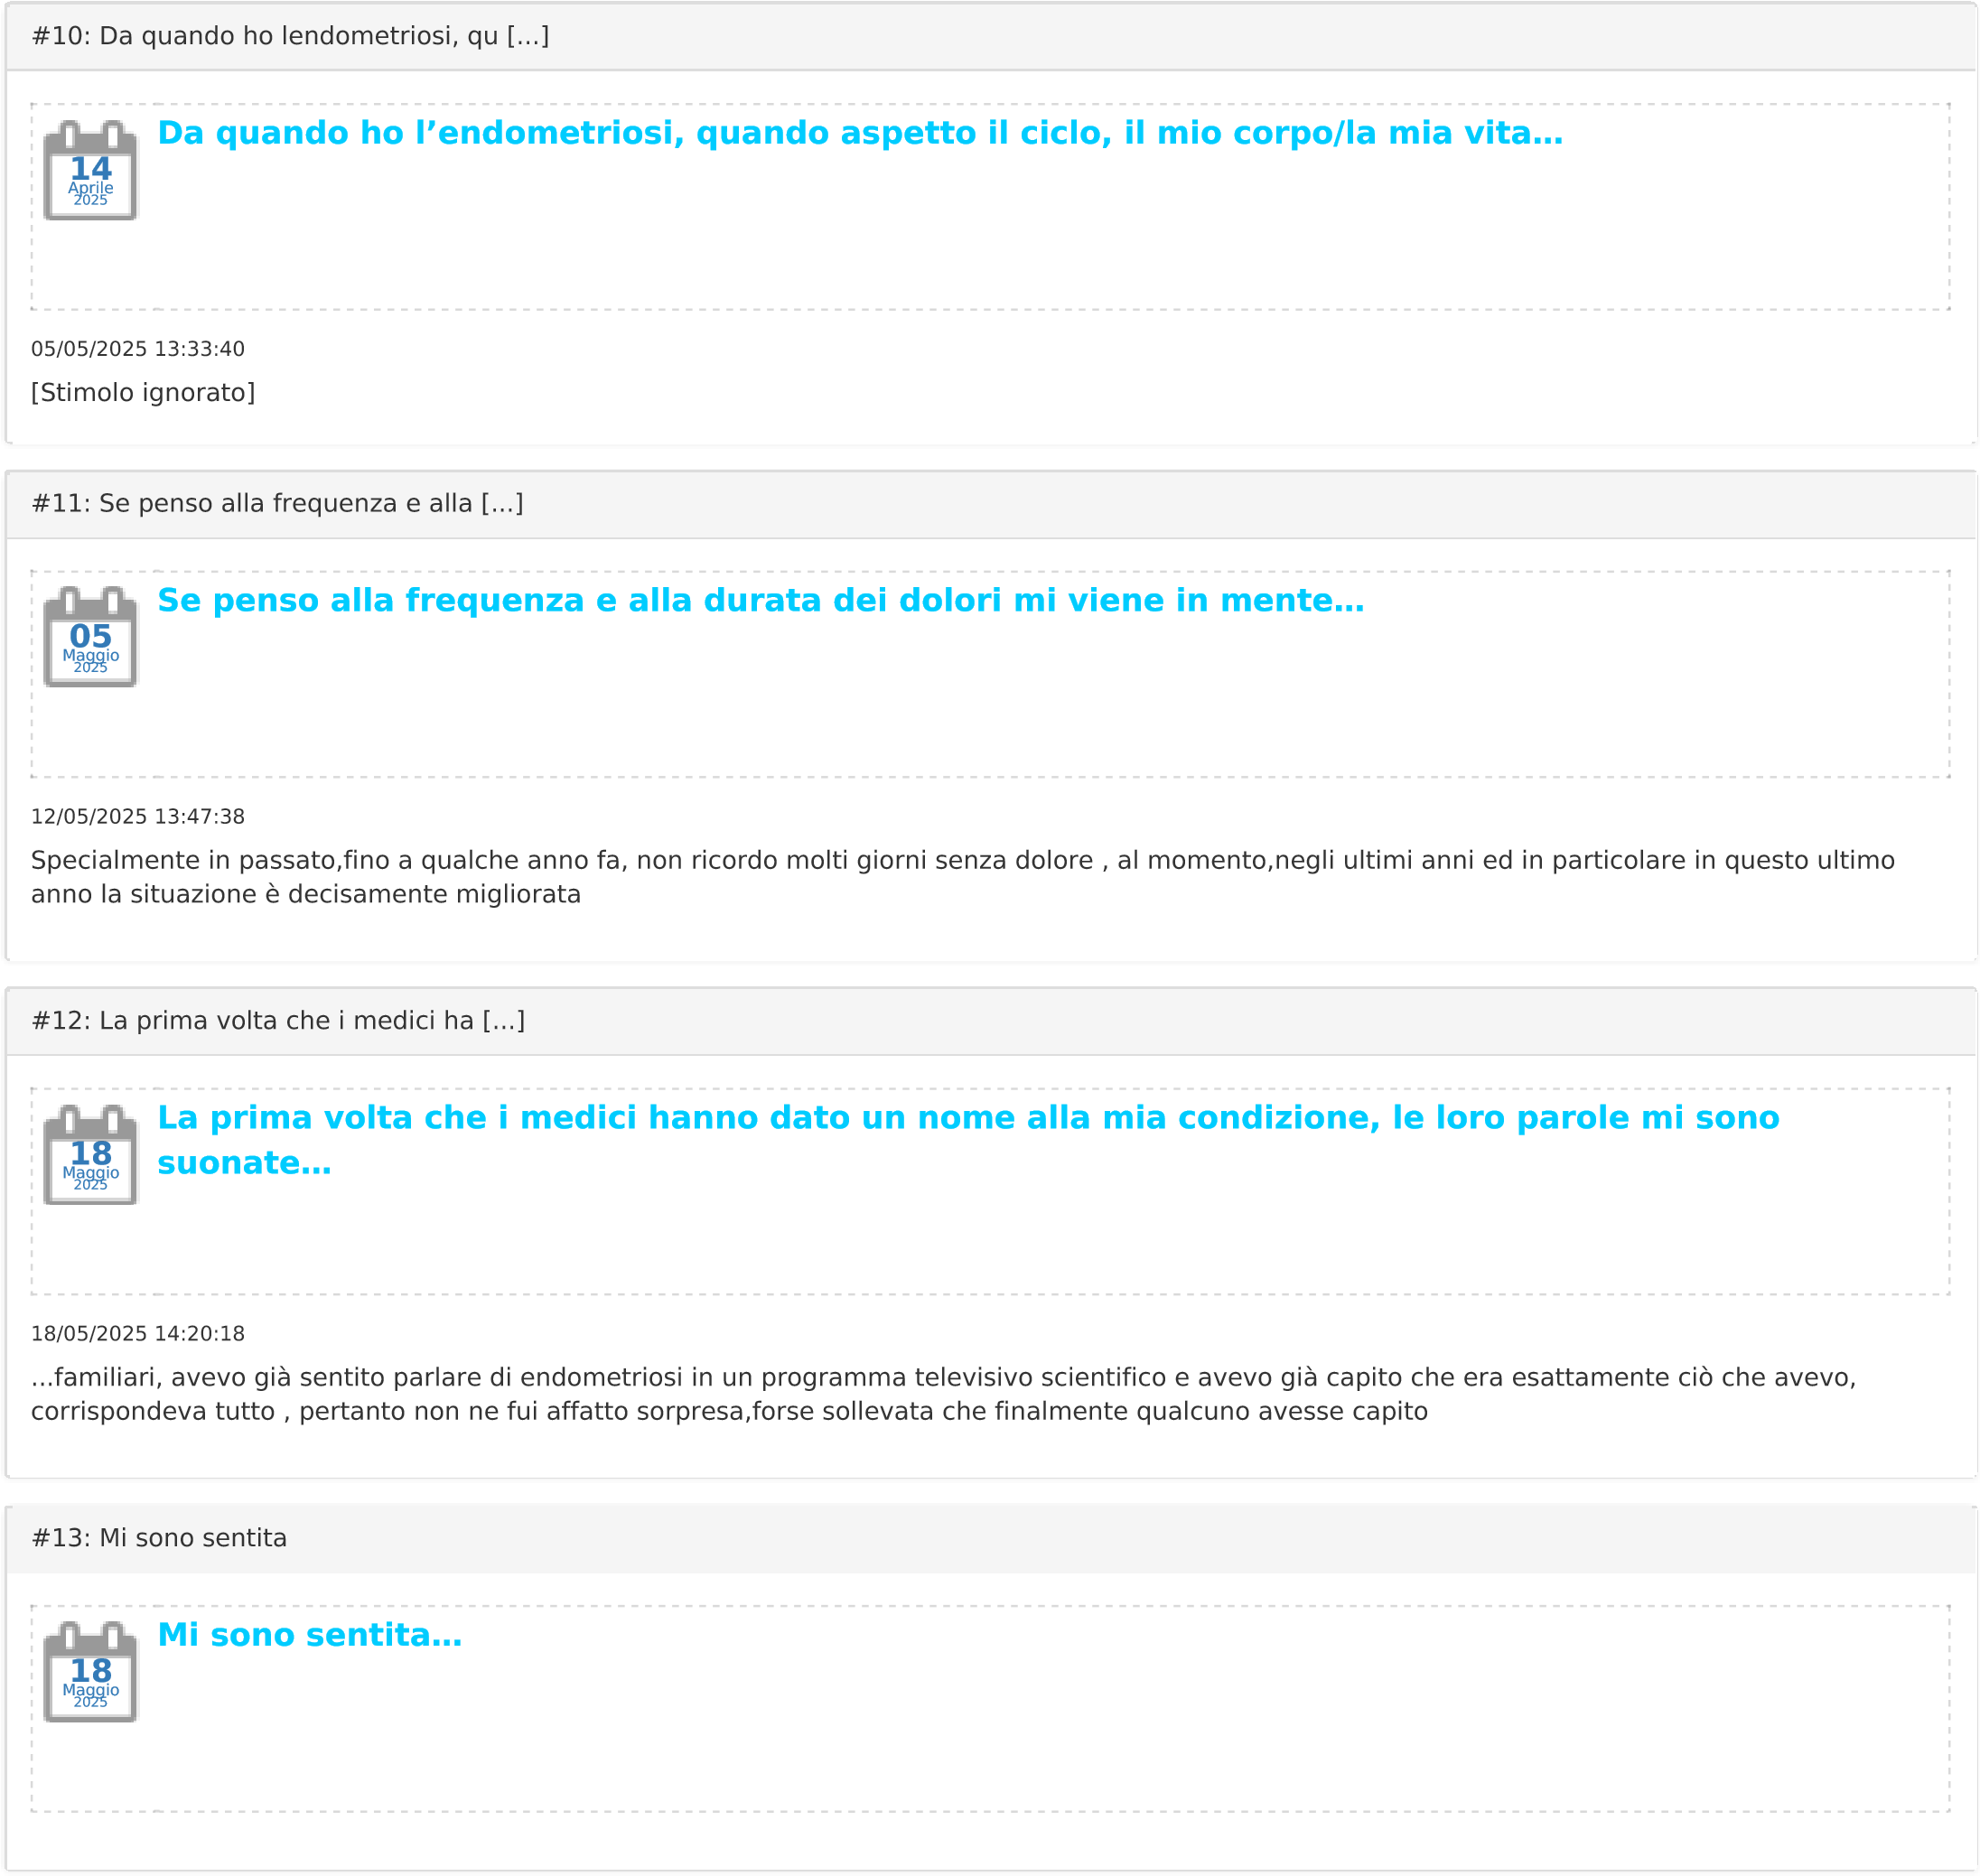 #10: Da quando ho lendometriosi, qu [...]
Da quando ho l’endometriosi, quando aspetto il ciclo, il mio corpo/la mia vita...
14
Aprile
2025
05/05/2025 13:33:40
[Stimolo ignorato]
#11: Se penso alla frequenza e alla [...]
Se penso alla frequenza e alla durata dei dolori mi viene in mente...
05
Maggio
2025
12/05/2025 13:47:38
Specialmente in passato,fino a qualche anno fa, non ricordo molti giorni senza dolore , al momento,negli ultimi anni ed in particolare in questo ultimo
anno la situazione è decisamente migliorata
#12: La prima volta che i medici ha [...]
La prima volta che i medici hanno dato un nome alla mia condizione, le loro parole mi sono
suonate...
18
Maggio
2025
18/05/2025 14:20:18
...familiari, avevo già sentito parlare di endometriosi in un programma televisivo scientifico e avevo già capito che era esattamente ciò che avevo,
corrispondeva tutto , pertanto non ne fui affatto sorpresa,forse sollevata che finalmente qualcuno avesse capito
#13: Mi sono sentita
Mi sono sentita...
18
Maggio
2025